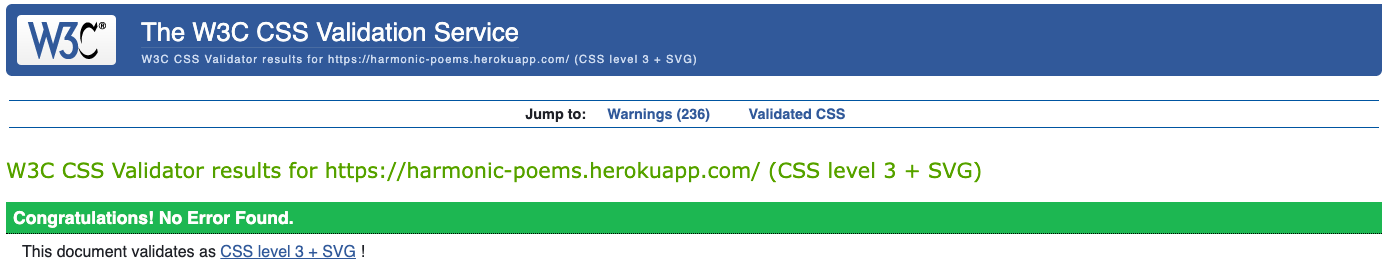 W3C® The W3C CSS Validation Service
W3C CSS Validator results for https://harmonic-poems.herokuapp.com/ (CSS level 3 + SVG)
Jump to: Warnings (236) Validated CSS
W3C CSS Validator results for https://harmonic-poems.herokuapp.com/ (CSS level 3 + SVG)
Congratulations! No Error Found.
This document validates as CSS level 3 + SVG !